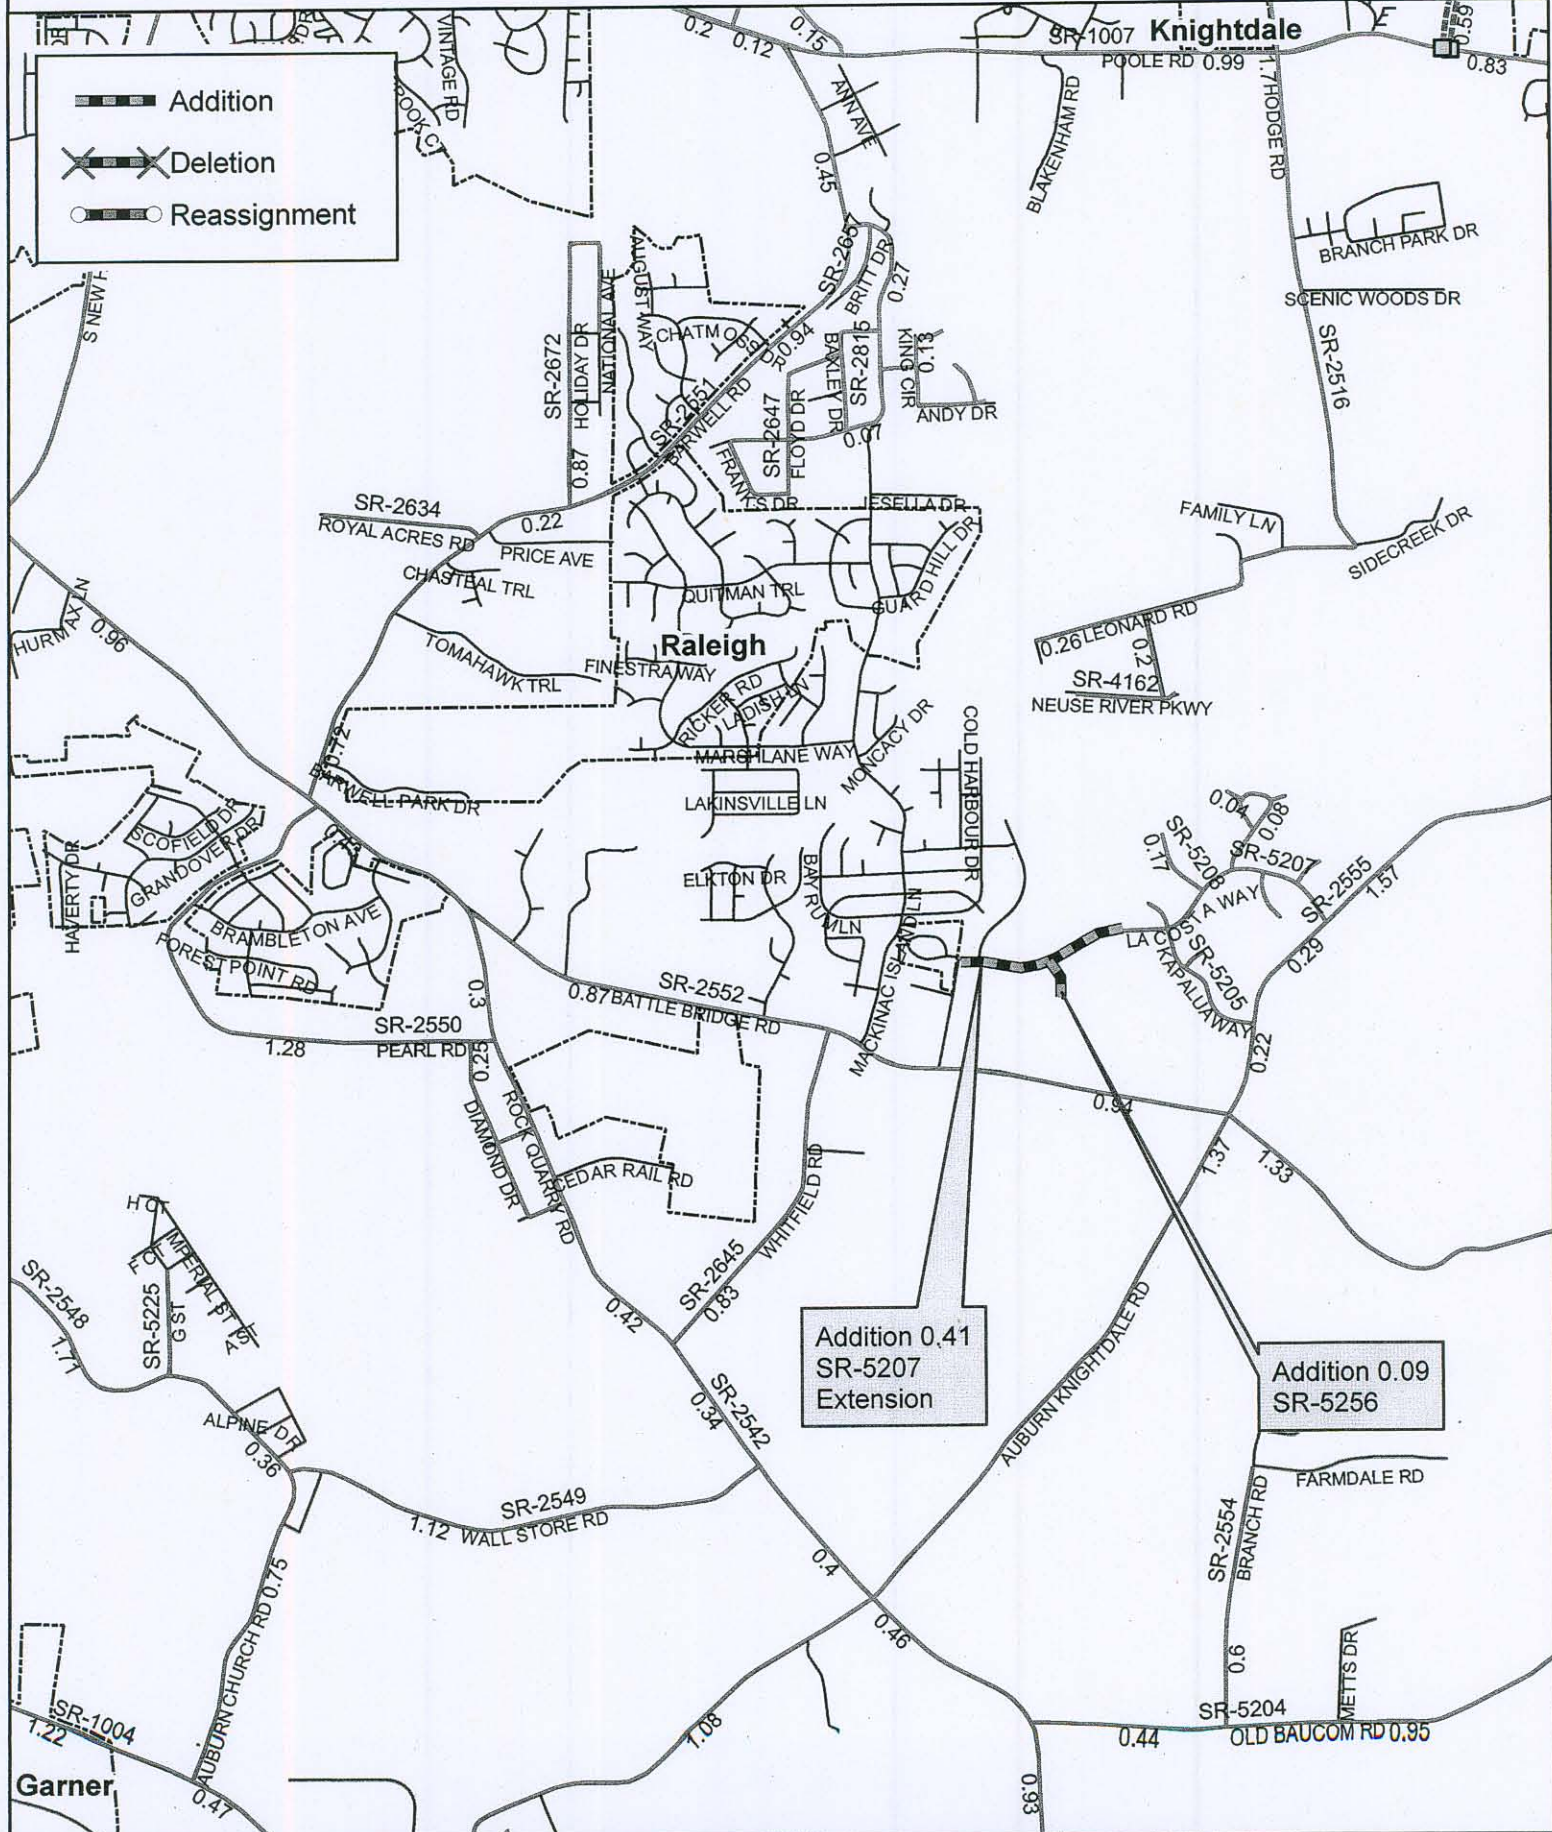 Knightdale
SR-1007
POOLE RD 0.99
0.2
0.12
0.15
0.59
0.83
E
1.7
HODGE RD
VINTAGE RD
Addition
Deletion
Reassignment
ANN AVE
0.45
BLAKENHAM RD
BRANCH PARK DR
SCENIC WOODS DR
SR-2516
S NEW H
AUGUST WAY
NATIONAL AVE
HOLIDAY DR
SR-2672
0.87
CHATMOSS DR
0.94
SR-2657
BRITT DR
0.27
SR-2815
BAXLEY DR
KING CIR
0.13
ANDY DR
SR-2651
BARWELL RD
SR-2647
FLOYD DR
0.07
JESELLA DR
SR-2634
ROYAL ACRES RD
0.22
PRICE AVE
CHASTEAL TRL
QUITMAN TRL
GUARD HILL DR
FAMILY LN
SIDECREEK DR
0.26
LEONARD RD
0.2
SR-4162
NEUSE RIVER PKWY
HURMAX LN
0.96
TOMAHAWK TRL
FINESTRA WAY
Raleigh
RICKER RD
LADISH LN
MARSHLANE WAY
MONCACY DR
COLD HARBOUR DR
0.72
BARWELL PARK DR
LAKINSVILLE LN
SCOFIELD DR
GRANDOVER DR
HAVERTY DR
BRAMBLETON AVE
FOREST POINT RD
ELKTON DR
BAY RUM LN
MACKINAC ISLAND LN
0.04
0.08
SR-5208
0.17
SR-5207
SR-2555
1.57
LA COSTA WAY
SR-5205
KAPALUA WAY
0.29
0.22
0.3
0.87
BATTLE BRIDGE RD
SR-2552
SR-2550
1.28
PEARL RD
0.25
0.94
DIAMOND DR
ROCK QUARRY RD
CEDAR RAIL RD
WHITFIELD RD
1.37
1.33
H CT
F CT
IMPERIAL ST
G ST
SR-5225
SR-2548
1.71
SR-2645
0.83
0.42
Addition 0.41
SR-5207
Extension
Addition 0.09
SR-5256
AUBURN KNIGHTDALE RD
ALPINE DR
0.36
SR-2542
0.34
FARMDALE RD
SR-2554
BRANCH RD
SR-2549
1.12
WALL STORE RD
0.4
0.46
AUBURN CHURCH RD 0.75
0.6
METTS DR
SR-1004
1.22
0.47
Garner
1.08
SR-5204
0.44
OLD BAUCOM RD 0.95
0.93